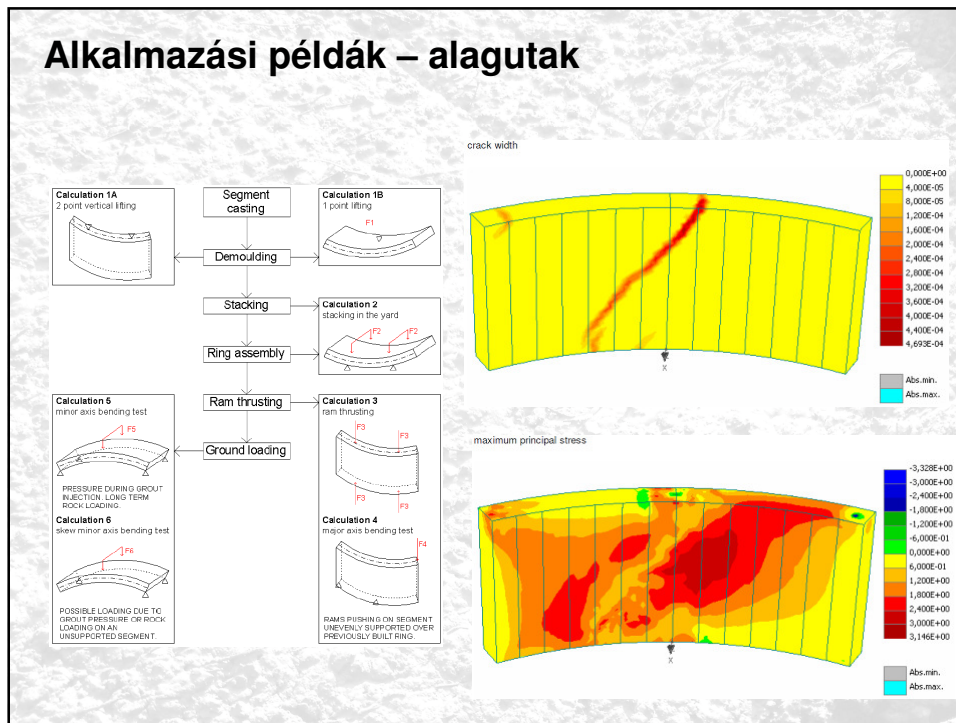 Alkalmazási példák – alagutak
Calculation 1A
2 point vertical lifting
Segment
casting
Calculation 1B
1 point lifting
F1
Demoulding
Stacking
Calculation 2
stacking in the yard
F2
F2
Ring assembly
Ram thrusting
Calculation 5
minor axis bending test
F5
PRESSURE DURING GROUT
INJECTION. LONG TERM
ROCK LOADING.
Ground loading
Calculation 3
ram thrusting
F3
F3
F3
F3
Calculation 6
skew minor axis bending test
F6
POSSIBLE LOADING DUE TO
GROUT PRESSURE OR ROCK
LOADING ON AN
UNSUPPORTED SEGMENT.
Calculation 4
major axis bending test
F4
RAMS PUSHING ON SEGMENT
UNEVENLY SUPPORTED OVER
PREVIOUSLY BUILT RING.
crack width
x
0,000E+00
4,000E-05
8,000E-05
1,200E-04
1,600E-04
2,000E-04
2,400E-04
2,800E-04
3,200E-04
3,600E-04
4,000E-04
4,400E-04
4,693E-04
Abs.min.
Abs.max.
maximum principal stress
x
-3,328E+00
-3,000E+00
-2,400E+00
-1,800E+00
-1,200E+00
-6,000E-01
0,000E+00
6,000E-01
1,200E+00
1,800E+00
2,400E+00
3,000E+00
3,146E+00
Abs.min.
Abs.max.